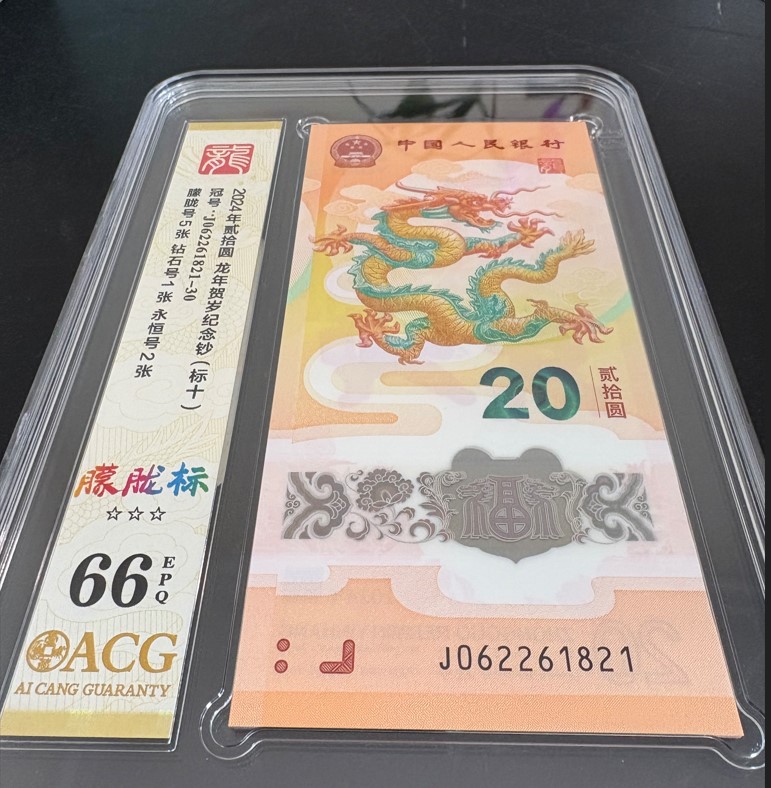 龍
2024年贰拾圆 龙年贺岁纪念钞(标十)
冠号:J062261821-30
朦胧号5张 钻石号1张 永恒号2张
朦胧标
☆☆☆
66 EPQ
ACG
AI CANG GUARANTY
中国人民银行
龍
20
贰拾圆
福
J062261821